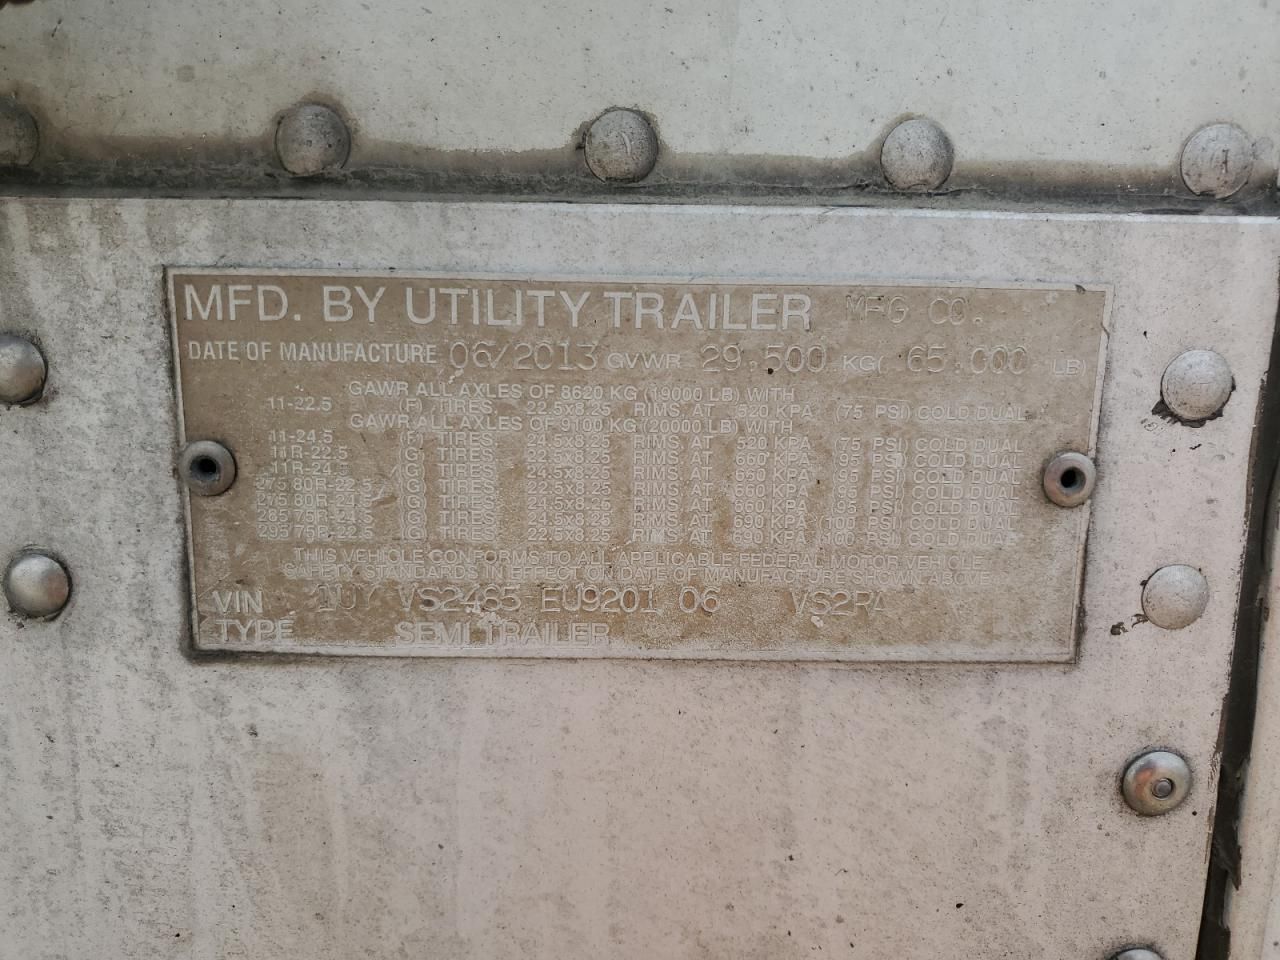 MFD. BY UTILITY TRAILER MFG CO.
DATE OF MANUFACTURE 06/2013 GVWR 29,500 KG( 65,000 LB)
GAWR ALL AXLES OF 8620 KG (19000 LB) WITH
11-22.5 (F) TIRES. 22.5x8.25 RIMS. AT 520 KPA (75 PSI) COLD DUAL
GAWR ALL AXLES OF 9100 KG (20000 LB) WITH
11-24.5 (F) TIRES 24.5x8.25 RIMS AT 520 KPA (75 PSI) COLD DUAL
11R-22.5 (G) TIRES 22.5x8.25 RIMS AT KPA 95 PSI) COLD DUAL
11R-24.5 (G) TIRES 24.5x8.25 RIMS AT KPA 95 PSI) COLD DUAL
275 80R-22.5 (G) TIRES 22.5x8.25 RIMS AT 660 KPA 95 PSI) COLD DUAL
275 80R-24.5 (G) TIRES 24.5x8.25 RIMS AT 660 KPA 95 PSI) COLD DUAL
285 75R-24.5 (G) TIRES 24.5x8.25 RIMS AT 690 KPA (100 PSI) COLD DUAL
295 75R-22.5 (G) TIRES 22.5x8.25 RIMS AT 690 KPA (100 PSI) COLD DUAL
THIS VEHICLE CONFORMS TO ALL APPLICABLE FEDERAL MOTOR VEHICLE
SAFETY STANDARDS IN EFFECT ON DATE OF MANUFACTURE SHOWN ABOVE
VIN 1UY VS2465 EU9201 06 VS2RA
TYPE SEMI TRAILER